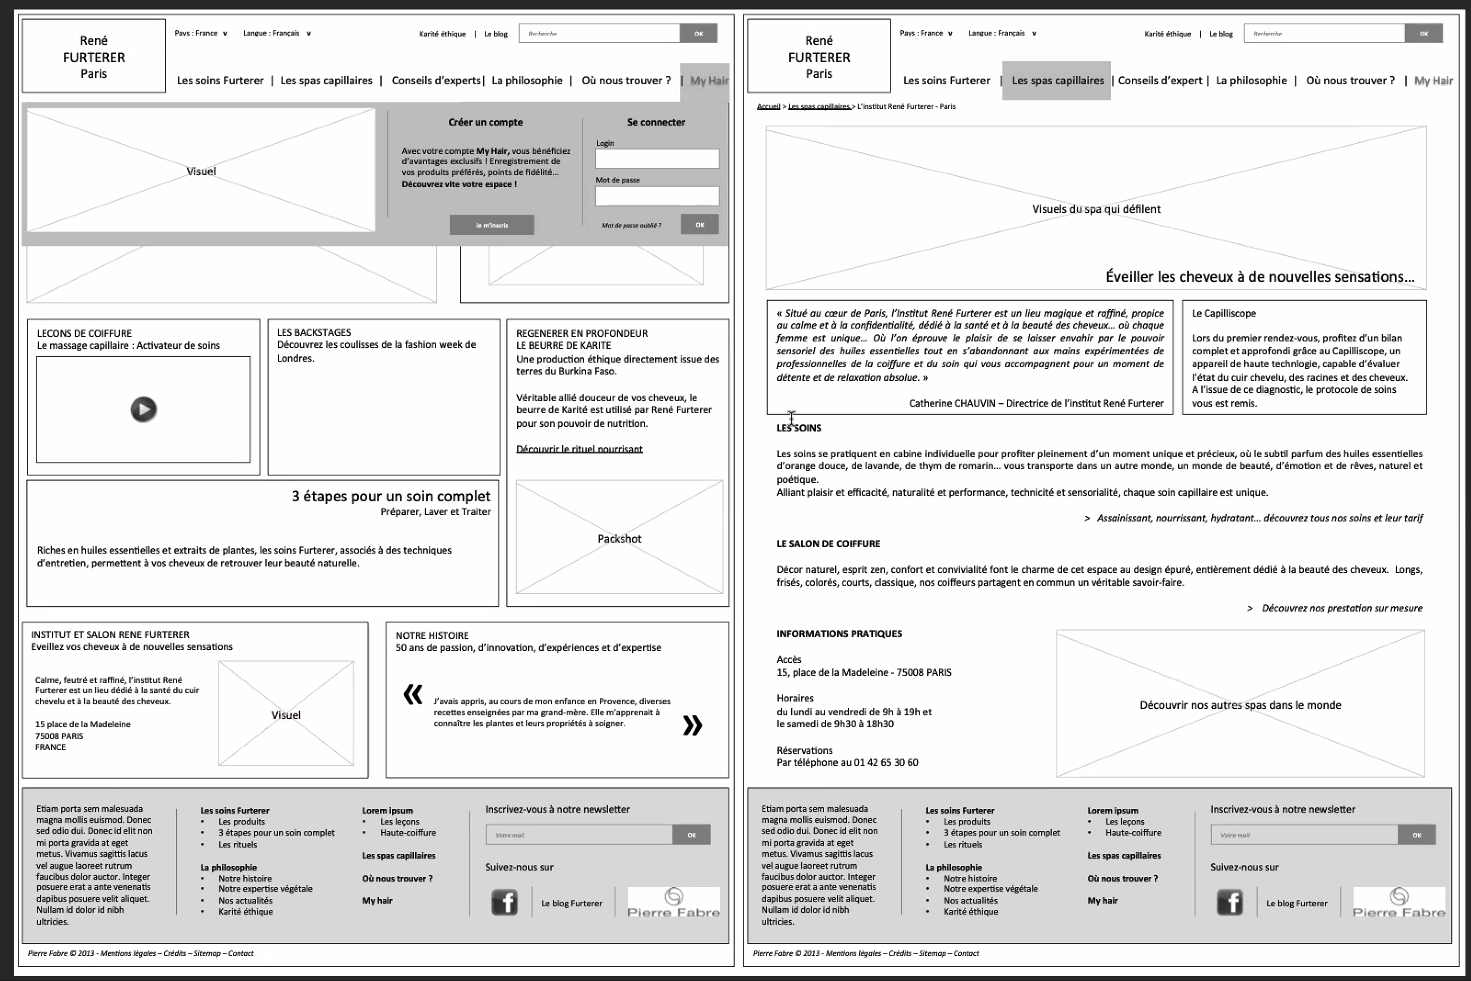 René
FURTERER
Paris
Pays : France v
Langue : Français v
Karité éthique | Le blog
Recherche
OK
Les soins Furterer | Les spas capillaires | Conseils d'experts| La philosophie | Où nous trouver ? | My Hair
Visuel
Créer un compte
Avec votre compte My Hair, vous bénéficiez
d'avantages exclusifs ! Enregistrement de
vos produits préférés, points de fidélité...
Découvrez vite votre espace !
Je m'inscris
Se connecter
Login
Mot de passe
Mot de passe oublié ?
OK
LECONS DE COIFFURE
Le massage capillaire : Activateur de soins
LES BACKSTAGES
Découvrez les coulisses de la fashion week de
Londres.
REGENERER EN PROFONDEUR
LE BEURRE DE KARITE
Une production éthique directement issue des
terres du Burkina Faso.
Véritable allié douceur de vos cheveux, le
beurre de Karité est utilisé par René Furterer
pour son pouvoir de nutrition.
Découvrir le rituel nourrisant
3 étapes pour un soin complet
Préparer, Laver et Traiter
Riches en huiles essentielles et extraits de plantes, les soins Furterer, associés à des techniques
d'entretien, permettent à vos cheveux de retrouver leur beauté naturelle.
Packshot
INSTITUT ET SALON RENE FURTERER
Eveillez vos cheveux à de nouvelles sensations
Calme, feutré et raffiné, l'institut René
Furterer est un lieu dédié à la santé du cuir
chevelu et à la beauté des cheveux.
15 place de la Madeleine
75008 PARIS
FRANCE
Visuel
NOTRE HISTOIRE
50 ans de passion, d'innovation, d'expériences et d'expertise
«
J'avais appris, au cours de mon enfance en Provence, diverses
recettes enseignées par ma grand-mère. Elle m'apprenait à
connaître les plantes et leurs propriétés à soigner.
»
Etiam porta sem malesuada
magna mollis euismod. Donec
sed odio dui. Donec id elit non
mi porta gravida at eget
metus. Vivamus sagittis lacus
vel augue laoreet rutrum
faucibus dolor auctor. Integer
posuere erat a ante venenatis
dapibus posuere velit aliquet.
Nullam id dolor id nibh
ultricies.
Les soins Furterer
• Les produits
• 3 étapes pour un soin complet
• Les rituels
La philosophie
• Notre histoire
• Notre expertise végétale
• Nos actualités
• Karité éthique
Lorem ipsum
• Les leçons
• Haute-coiffure
Les spas capillaires
Où nous trouver ?
My hair
Inscrivez-vous à notre newsletter
Votre mail
OK
Suivez-nous sur
f
Le blog Furterer
Pierre Fabre
Pierre Fabre © 2013 - Mentions légales – Crédits – Sitemap – Contact
René
FURTERER
Paris
Pays : France v
Langue : Français v
Karité éthique | Le blog
Recherche
OK
Les soins Furterer | Les spas capillaires | Conseils d'expert | La philosophie | Où nous trouver ? | My Hair
Accueil > Les spas capillaires > L'institut René Furterer - Paris
Visuels du spa qui défilent
Éveiller les cheveux à de nouvelles sensations...
« Situé au cœur de Paris, l'Institut René Furterer est un lieu magique et raffiné, propice
au calme et à la confidentialité, dédié à la santé et à la beauté des cheveux... où chaque
femme est unique... Où l'on éprouve le plaisir de se laisser envahir par le pouvoir
sensoriel des huiles essentielles tout en s'abandonnant aux mains expérimentées de
professionnelles de la coiffure et du soin qui vous accompagnent pour un moment de
détente et de relaxation absolue. »
Catherine CHAUVIN – Directrice de l'institut René Furterer
Le Capilliscope
Lors du premier rendez-vous, profitez d'un bilan
complet et approfondi grâce au Capilliscope, un
appareil de haute technlogie, capable d'évaluer
l'état du cuir chevelu, des racines et des cheveux.
A l'issue de ce diagnostic, le protocole de soins
vous est remis.
LES SOINS
Les soins se pratiquent en cabine individuelle pour profiter pleinement d'un moment unique et précieux, où le subtil parfum des huiles essentielles
d'orange douce, de lavande, de thym de romarin... vous transporte dans un autre monde, un monde de beauté, d'émotion et de rêves, naturel et
poétique.
Alliant plaisir et efficacité, naturalité et performance, technicité et sensorialité, chaque soin capillaire est unique.
> Assainissant, nourrissant, hydratant... découvrez tous nos soins et leur tarif
LE SALON DE COIFFURE
Décor naturel, esprit zen, confort et convivialité font le charme de cet espace au design épuré, entièrement dédié à la beauté des cheveux. Longs,
frisés, colorés, courts, classique, nos coiffeurs partagent en commun un véritable savoir-faire.
> Découvrez nos prestation sur mesure
INFORMATIONS PRATIQUES
Accès
15, place de la Madeleine - 75008 PARIS
Horaires
du lundi au vendredi de 9h à 19h et
le samedi de 9h30 à 18h30
Réservations
Par téléphone au 01 42 65 30 60
Découvrir nos autres spas dans le monde
Etiam porta sem malesuada
magna mollis euismod. Donec
sed odio dui. Donec id elit non
mi porta gravida at eget
metus. Vivamus sagittis lacus
vel augue laoreet rutrum
faucibus dolor auctor. Integer
posuere erat a ante venenatis
dapibus posuere velit aliquet.
Nullam id dolor id nibh
ultricies.
Les soins Furterer
• Les produits
• 3 étapes pour un soin complet
• Les rituels
La philosophie
• Notre histoire
• Notre expertise végétale
• Nos actualités
• Karité éthique
Lorem ipsum
• Les leçons
• Haute-coiffure
Les spas capillaires
Où nous trouver ?
My hair
Inscrivez-vous à notre newsletter
Votre mail
OK
Suivez-nous sur
f
Le blog Furterer
Pierre Fabre
Pierre Fabre © 2013 - Mentions légales – Crédits – Sitemap – Contact